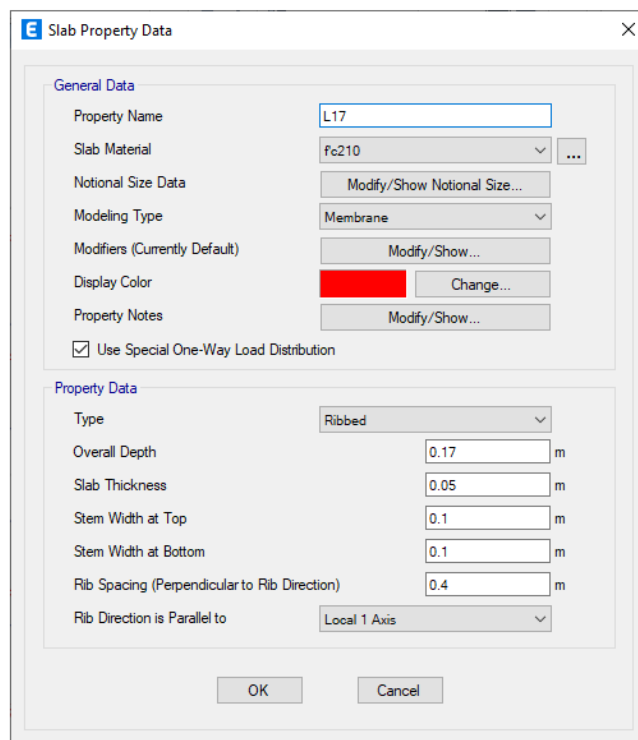 E Slab Property Data
General Data
Property Name L17
Slab Material f'c210 ...
Notional Size Data Modify/Show Notional Size...
Modeling Type Membrane
Modifiers (Currently Default) Modify/Show...
Display Color Change...
Property Notes Modify/Show...
Use Special One-Way Load Distribution
Property Data
Type Ribbed
Overall Depth 0.17 m
Slab Thickness 0.05 m
Stem Width at Top 0.1 m
Stem Width at Bottom 0.1 m
Rib Spacing (Perpendicular to Rib Direction) 0.4 m
Rib Direction is Parallel to Local 1 Axis
OK Cancel